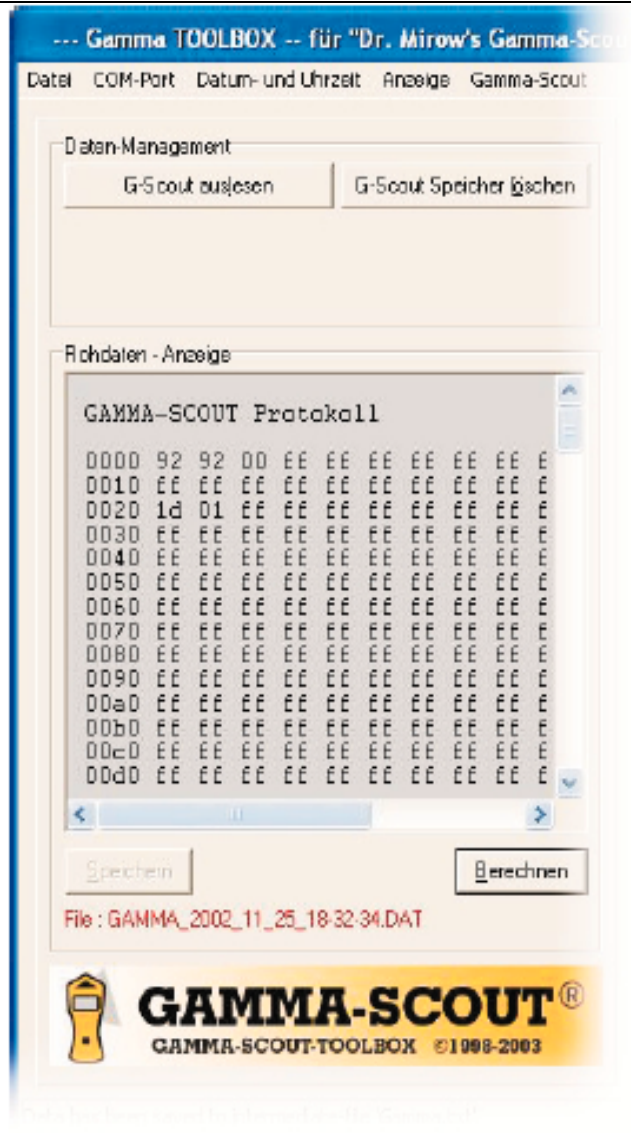 --- Gamma TOOLBOX -- für "Dr. Mirow's Gamma-Scou
Datei COM-Port Datum- und Uhrzeit Anzeige Gamma-Scout
Daten-Management
G-Scout auslesen
G-Scout Speicher löschen
Rohdaten - Anzeige
GAMMA-SCOUT Protokoll
0000 92 92 00 ff ff ff ff ff ff f
0010 ff ff ff ff ff ff ff ff ff f
0020 1d 01 ff ff ff ff ff ff ff f
0030 ff ff ff ff ff ff ff ff ff f
0040 ff ff ff ff ff ff ff ff ff f
0050 ff ff ff ff ff ff ff ff ff f
0060 ff ff ff ff ff ff ff ff ff f
0070 ff ff ff ff ff ff ff ff ff f
0080 ff ff ff ff ff ff ff ff ff f
0090 ff ff ff ff ff ff ff ff ff f
00a0 ff ff ff ff ff ff ff ff ff f
00b0 ff ff ff ff ff ff ff ff ff f
00c0 ff ff ff ff ff ff ff ff ff f
00d0 ff ff ff ff ff ff ff ff ff f
Speichern
Berechnen
File : GAMMA_2002_11_25_18-32-34.DAT
GAMMA-SCOUT®
GAMMA-SCOUT-TOOLBOX ©1998-2003